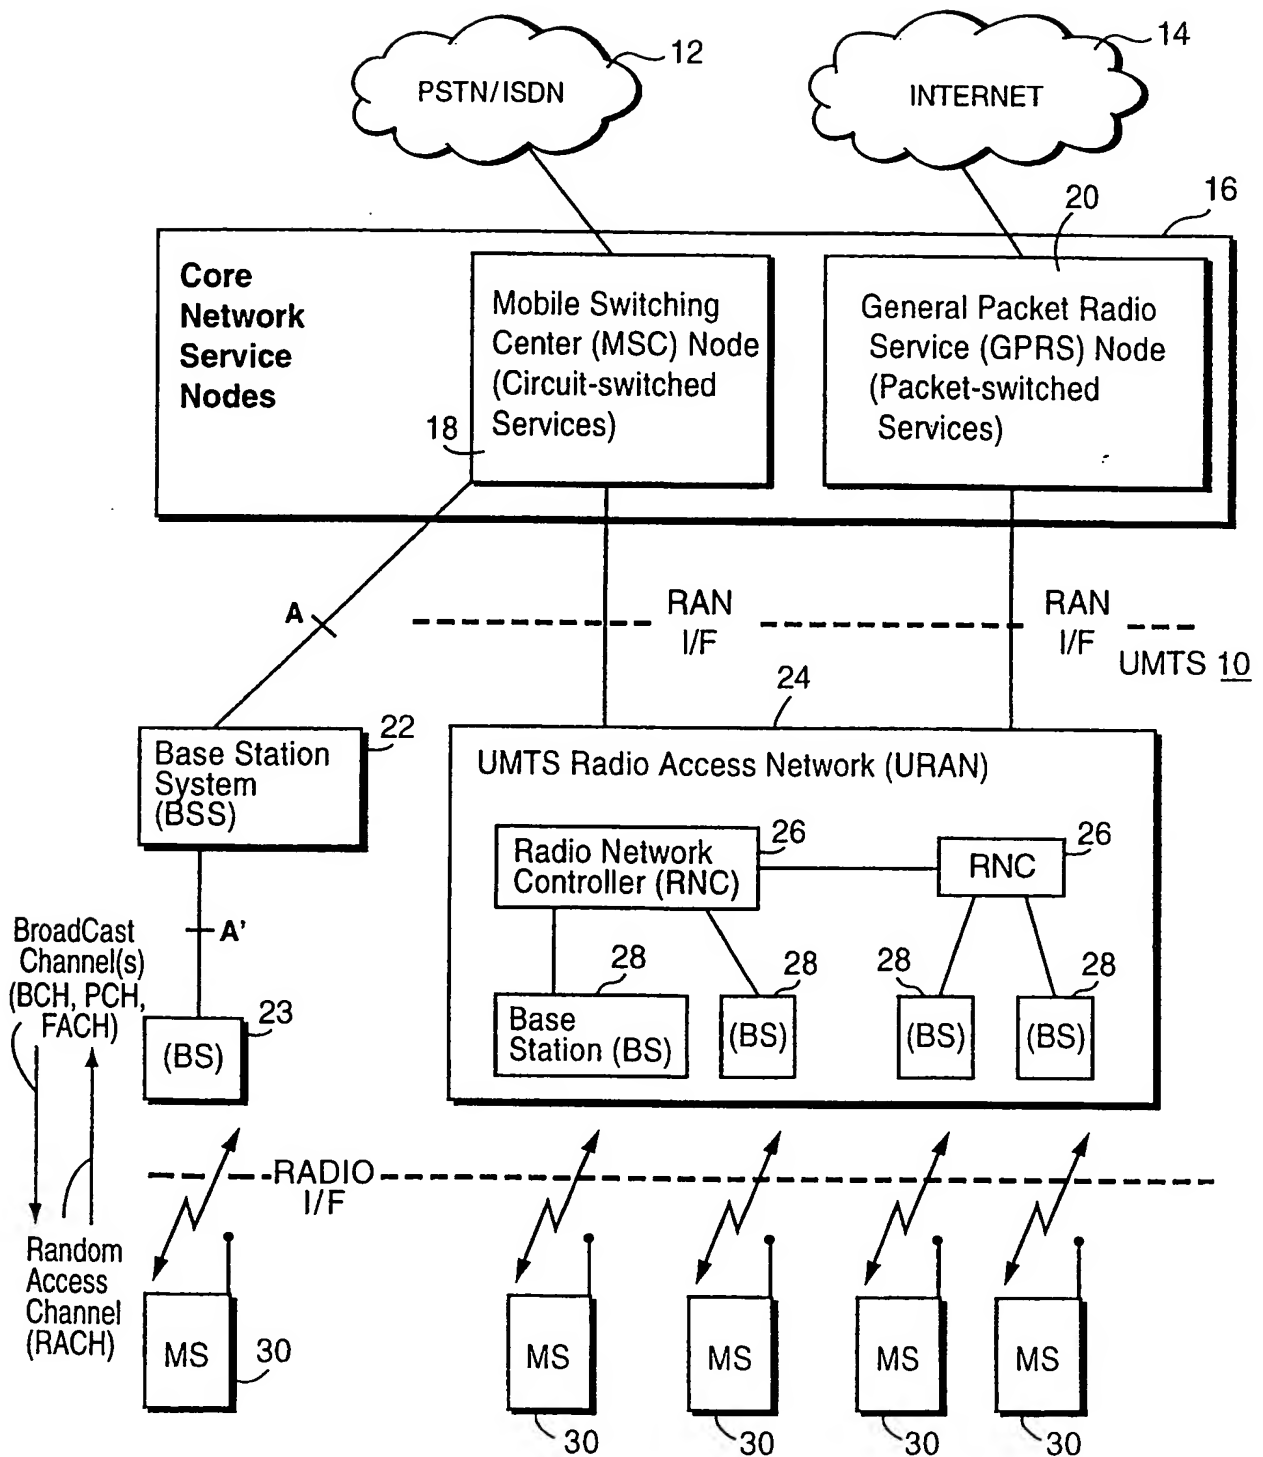 12
14
PSTN/ISDN
INTERNET
20
16
Core
Network
Service
Nodes
Mobile Switching
Center (MSC) Node
(Circuit-switched
Services)
18
General Packet Radio
Service (GPRS) Node
(Packet-switched
Services)
A
RAN
I/F
RAN
I/F
UMTS 10
24
22
Base Station
System
(BSS)
UMTS Radio Access Network (URAN)
26
26
Radio Network
Controller (RNC)
RNC
A'
BroadCast
Channel(s)
(BCH, PCH,
FACH)
28
28
28
28
23
(BS)
Base
Station (BS)
(BS)
(BS)
(BS)
RADIO
I/F
Random
Access
Channel
(RACH)
MS
30
MS
30
MS
30
MS
30
MS
30